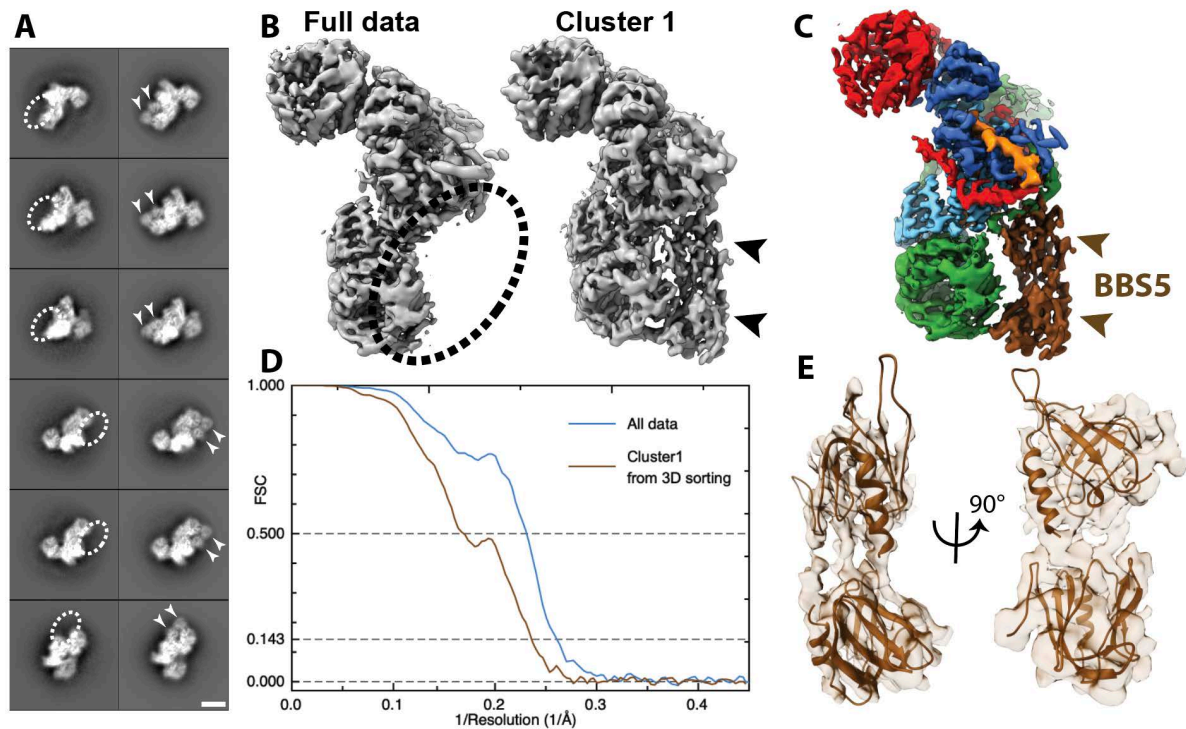 A
B
Full data
Cluster 1
C
BBS5
D
1.000
0.500
0.143
0.000
FSC
All data
Cluster1
from 3D sorting
0.0
0.1
0.2
0.3
0.4
1/Resolution (1/Å)
E
90°